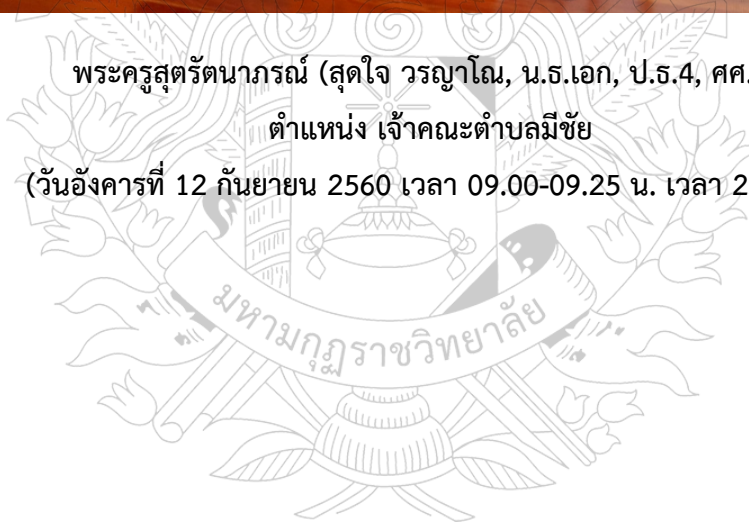 พระครูสุตรัตนาภรณ์ (สุดใจ วรญาโณ, น.ธ.เอก, ป.ธ.4, ศศ.
ตำแหน่ง เจ้าคณะตำบลมีชัย
(วันอังคารที่ 12 กันยายน 2560 เวลา 09.00-09.25 น. เวลา 2
มหามกุฏราชวิทยาลัย